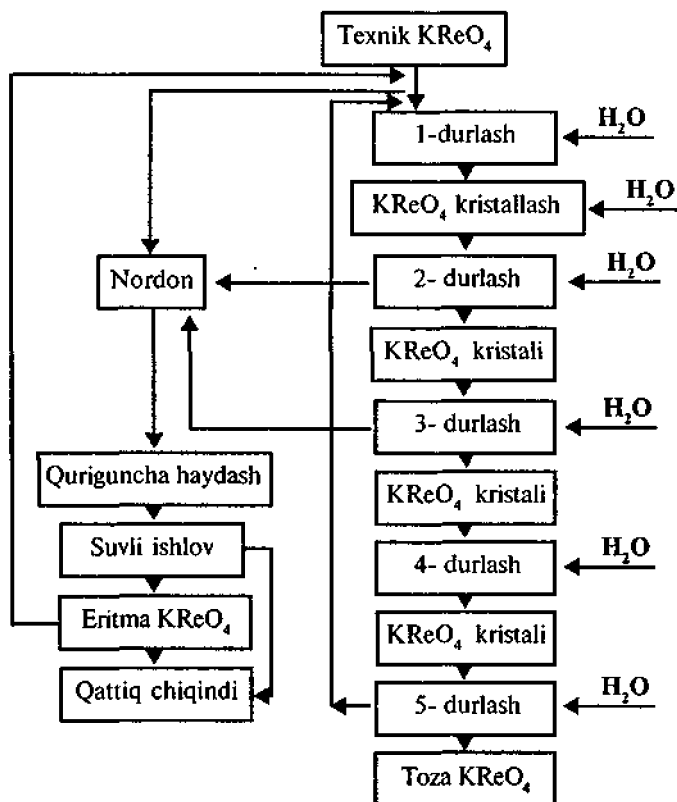 Texnik KReO₄
1-durlash
H₂O
KReO₄ kristallash
H₂O
2- durlash
H₂O
Nordon
KReO₄ kristali
3- durlash
H₂O
Quriguncha haydash
KReO₄ kristali
Suvli ishlov
4- durlash
H₂O
Eritma KReO₄
KReO₄ kristali
Qattiq chiqindi
5- durlash
H₂O
Toza KReO₄